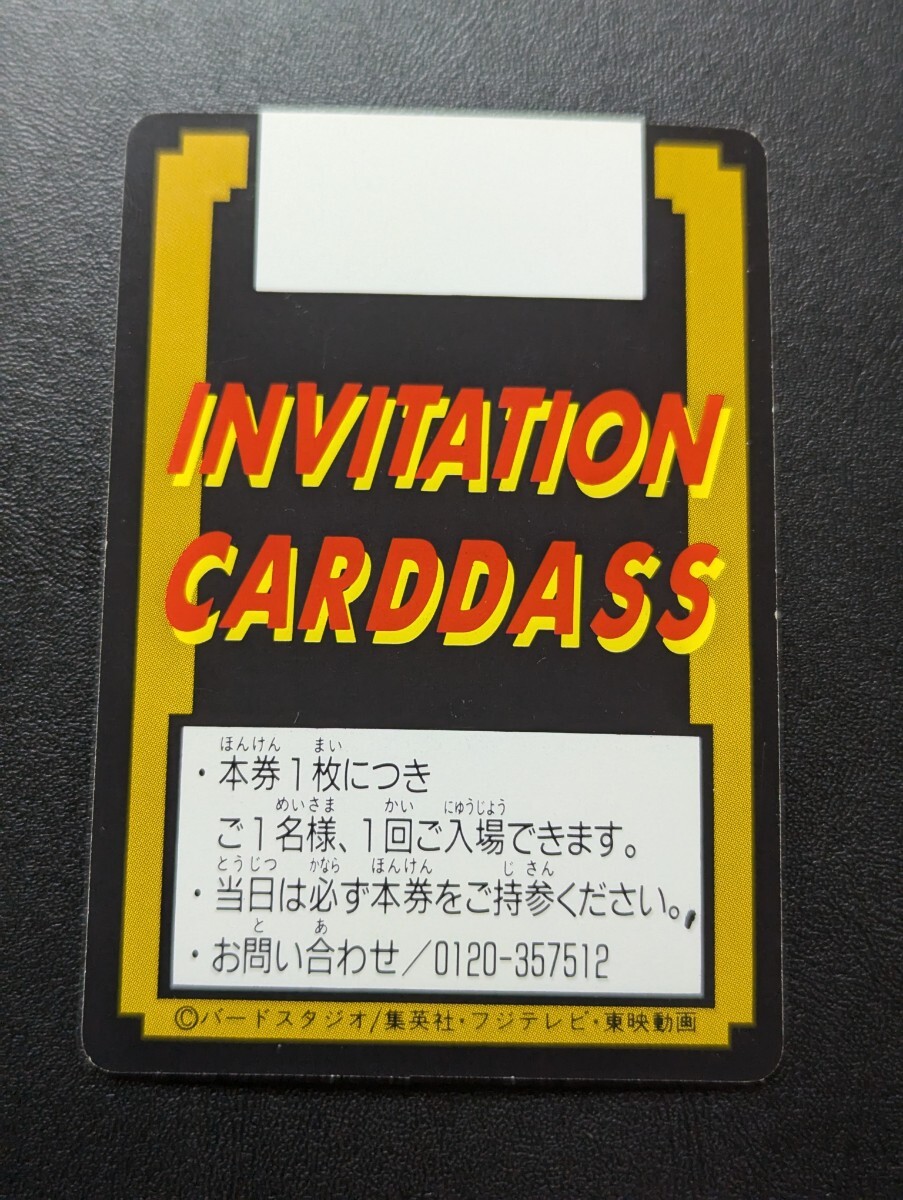 INVITATION
CARDDASS
ほんけん まい
・本券1枚につき
めいさま かい にゅうじょう
ご1名様、1回ご入場できます。
とうじつ かなら ほんけん じさん
・当日は必ず本券をご持参ください。
と あ
・お問い合わせ/0120-357512
©バードスタジオ/集英社・フジテレビ・東映動画